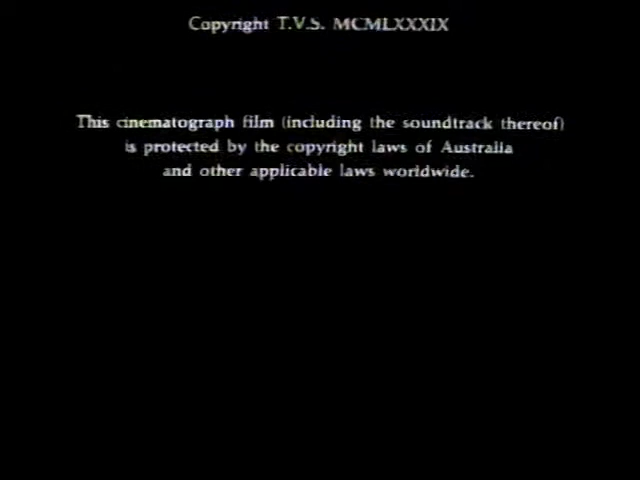 Copyright T.V.S. MCMLXXXIX
This cinematograph film (including the soundtrack thereof)
is protected by the copyright laws of Australia
and other applicable laws worldwide.